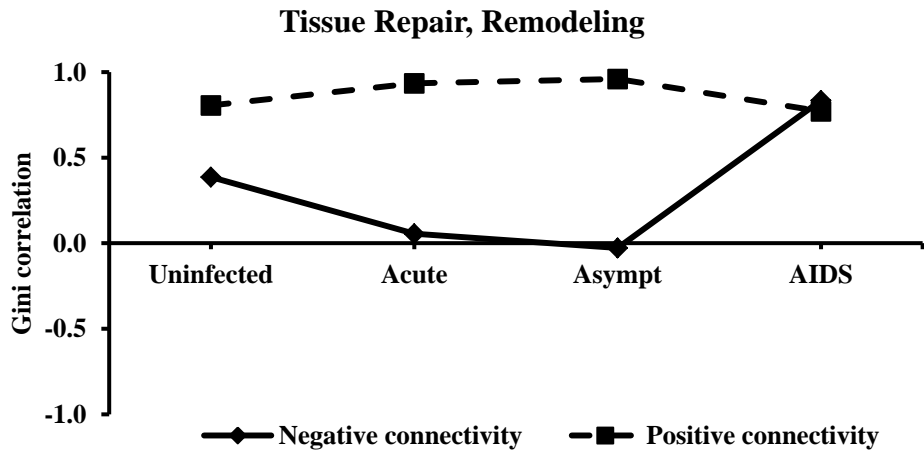 Tissue Repair, Remodeling
Gini correlation
1.0
0.5
0.0
-0.5
-1.0
Uninfected Acute Asympt AIDS
Negative connectivity Positive connectivity